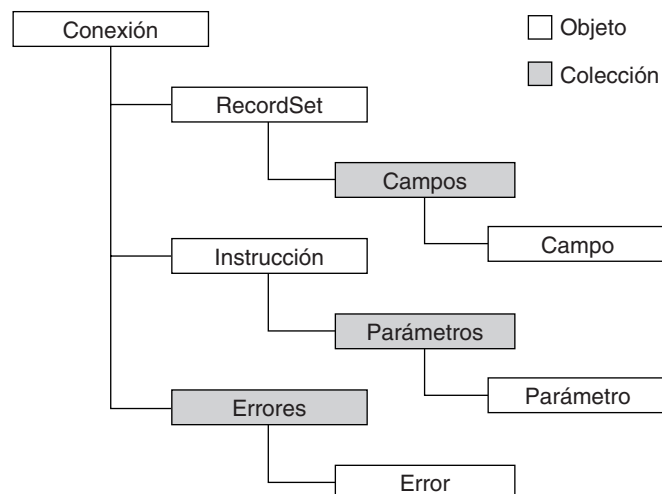 Conexión
Objeto
Colección
RecordSet
Campos
Campo
Instrucción
Parámetros
Parámetro
Errores
Error